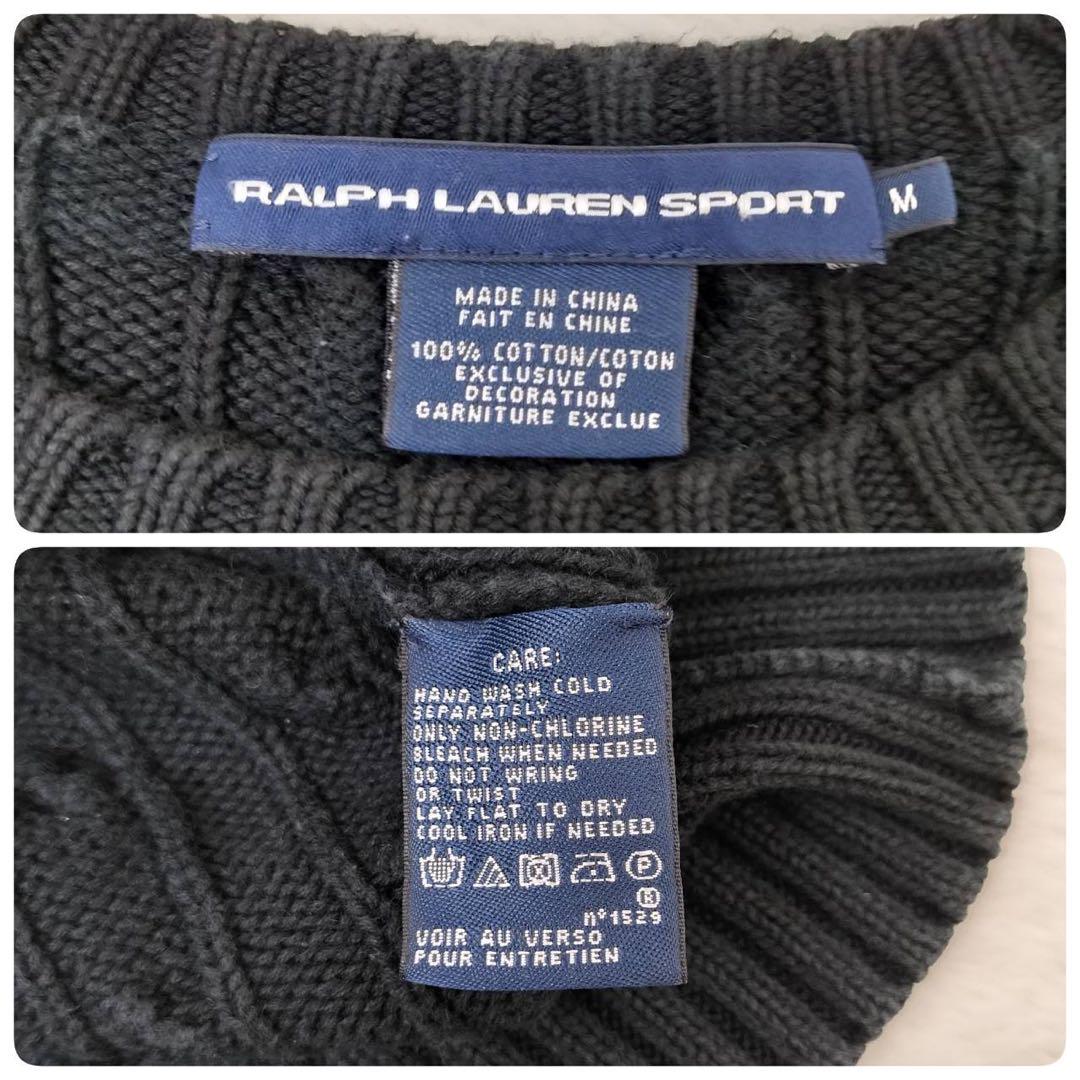 RALPH LAUREN SPORT
M
MADE IN CHINA
FAIT EN CHINE
100% COTTON/COTON
EXCLUSIVE OF
DECORATION
GARNITURE EXCLUE
CARE:
HAND WASH COLD
SEPARATELY
ONLY NON-CHLORINE
BLEACH WHEN NEEDED
DO NOT WRING
OR TWIST
LAY FLAT TO DRY
COOL IRON IF NEEDED
P
R
n°1529
VOIR AU VERSO
POUR ENTRETIEN